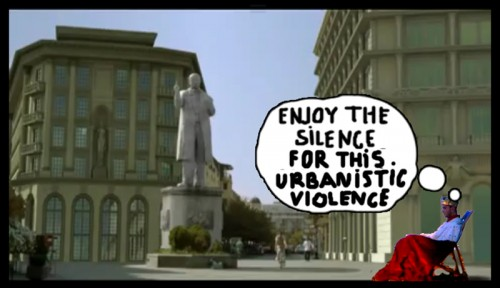 ENJOY THE
SILENCE
FOR THIS.
URBANISTIC
VIOLENCE